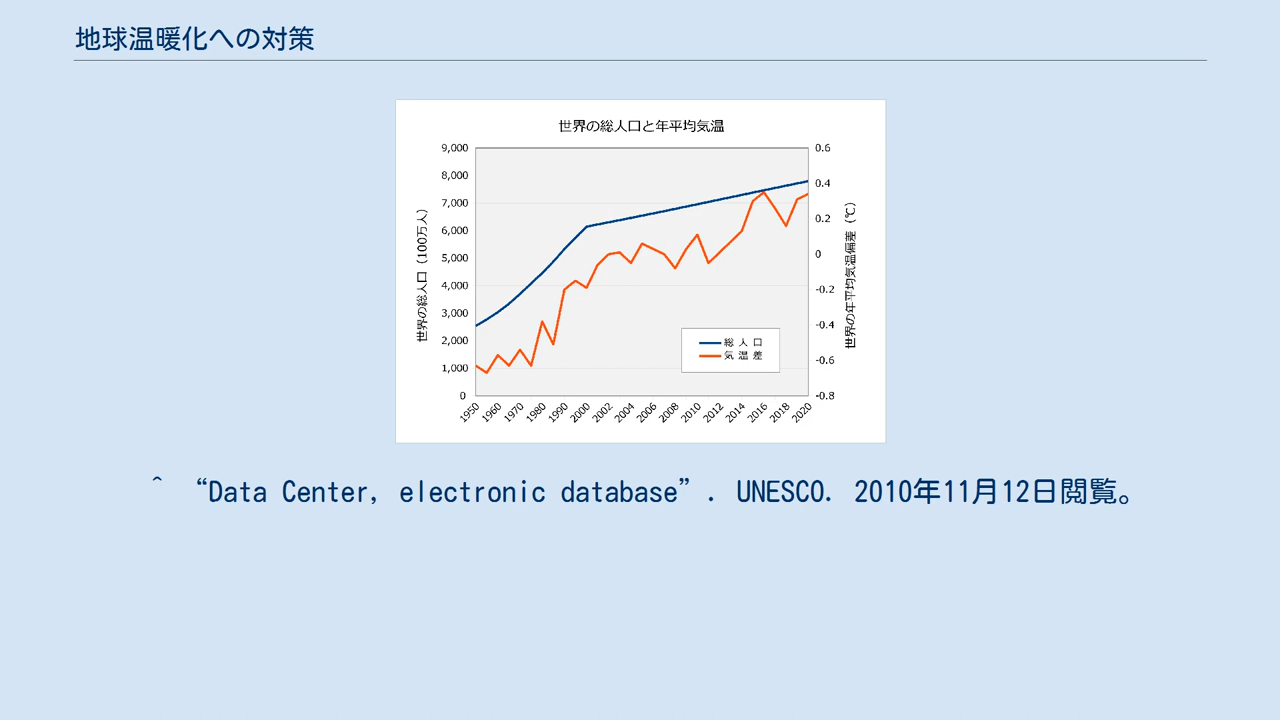 地球温暖化への対策
世界の総人口と年平均気温
9,000
8,000
7,000
6,000
5,000
4,000
3,000
2,000
1,000
0
世界の総人口（100万人）
0.6
0.4
0.2
0
-0.2
-0.4
-0.6
-0.8
世界の年平均気温偏差（℃）
総人口
気温差
1950 1960 1970 1980 1990 2000 2002 2004 2006 2008 2010 2012 2014 2016 2018 2020
^ “Data Center, electronic database”. UNESCO. 2010年11月12日閲覧。